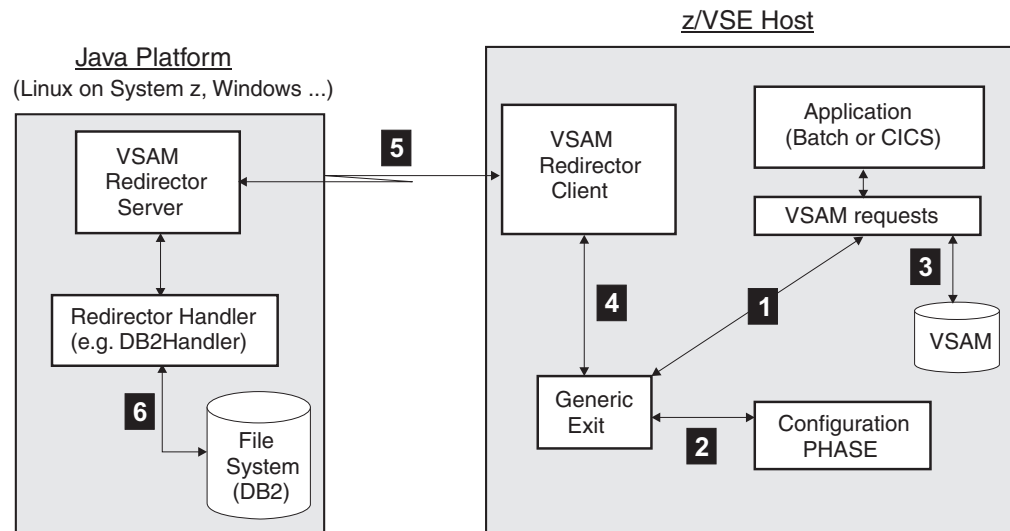 z/VSE Host
Java Platform
(Linux on System z, Windows ...)
VSAM
Redirector
Server
5
VSAM
Redirector
Client
Application
(Batch or CICS)
VSAM requests
3
VSAM
4
1
Redirector Handler
(e.g. DB2Handler)
6
File
System
(DB2)
Generic
Exit
2
Configuration
PHASE